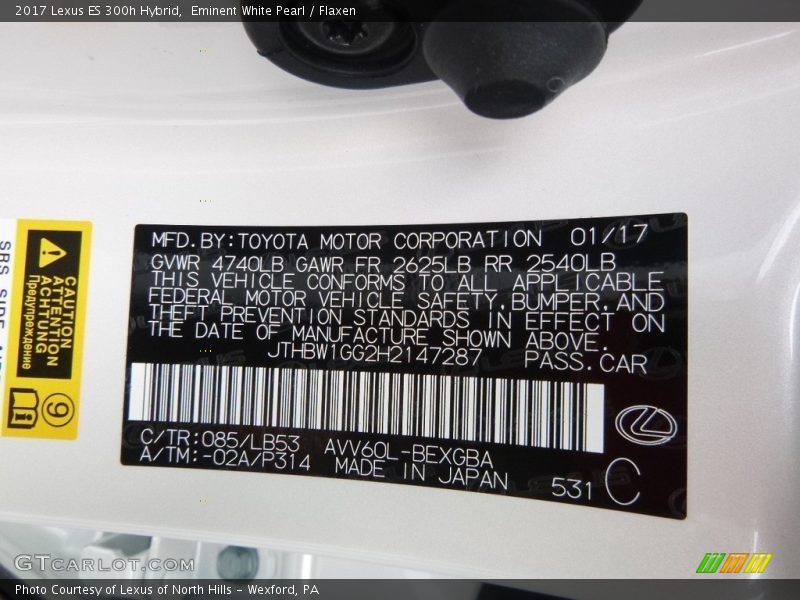 2017 Lexus ES 300h Hybrid, Eminent White Pearl / Flaxen
MFD.BY:TOYOTA MOTOR CORPORATION 01/17
GVWR 4740LB GAWR FR 2625LB RR 2540LB
THIS VEHICLE CONFORMS TO ALL APPLICABLE
FEDERAL MOTOR VEHICLE SAFETY,BUMPER,AND
THEFT PREVENTION STANDARDS IN EFFECT ON
THE DATE OF MANUFACTURE SHOWN ABOVE.
JTHBW1GG2H2147287 PASS.CAR
C/TR:085/LB53 AVV60L-BEXGBA
A/TM:-02A/P314 MADE IN JAPAN
531 C
SRS SIDE
CAUTION
ATTENTION
ACHTUNG
Предупреждение
9
GTCARLOT.COM
Photo Courtesy of Lexus of North Hills - Wexford, PA